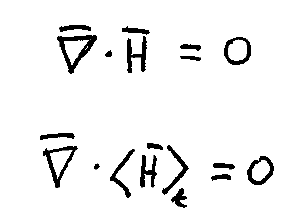 ∇̅ · H̅ = 0
∇̅ · ⟨H̅⟩ₜ = 0